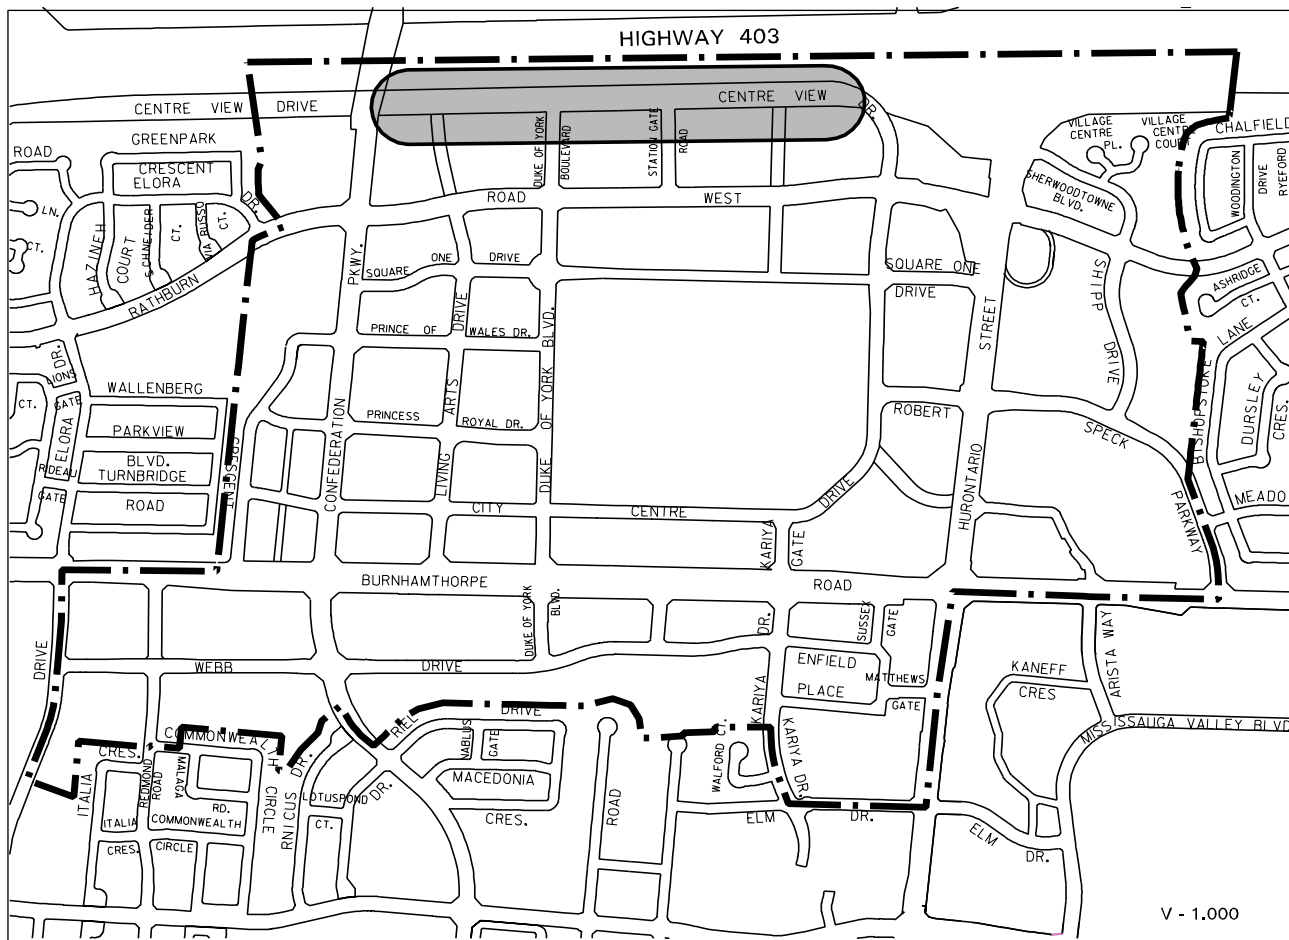 HIGHWAY 403
CENTRE VIEW DRIVE
CENTRE VIEW
DR.
GREENPARK
CRESCENT
ELORA
DR.
ROAD
LN.
CT.
HAZINEH
COURT
SCHNEIDER
CT.
VIA RUSSO
CT.
RATHBURN
ROAD
WEST
DUKE OF YORK
BOULEVARD
STATION GATE
ROAD
VILLAGE
CENTRE
PL.
VILLAGE
CENTRE
COURT
CHALFIELD
WOODINGTON
DRIVE
RYEFORD
SHERWOODTOWNE
BLVD.
ASHRIDGE
CT.
LANE
SHIPP
DRIVE
PKWY.
SQUARE ONE DRIVE
SQUARE ONE
DRIVE
PRINCE OF
WALES DR.
DRIVE
BLVD.
STREET
LIONS
DR.
GATE
CT.
WALLENBERG
PARKVIEW
BLVD.
TURNBRIDGE
ROAD
ELORA
RIDEAU
GATE
CRESCENT
CONFEDERATION
PRINCESS
ROYAL DR.
ARTS
LIVING
DUKE OF YORK
ROBERT
SPECK
PARKWAY
BISHOPSTOKE
DURSLEY
CRES.
MEADO
CITY
CENTRE
DRIVE
HURONTARIO
KARIYA
GATE
BURNHAMTHORPE
ROAD
DUKE OF YORK
BLVD.
DR.
KARIYA
SUSSEX
GATE
ENFIELD
PLACE
MATTHEWS
GATE
DRIVE
WEBB
DRIVE
KANEFF
CRES
ARISTA WAY
MISSISSAUGA VALLEY BLVD
COMMONWEALTH
CIRCLE
CRES.
ITALIA
REDMOND
ROAD
MALAGA
RD.
COMMONWEALTH
CIRCLE
ITALIA
CRES.
RNICUS
DR.
LOTUSPOND
CT.
DR.
RIEL
DRIVE
NABLUS
GATE
MACEDONIA
CRES.
ROAD
WALFORD CT.
KARIYA DR.
ELM
DR.
ELM
DR.
V - 1.000